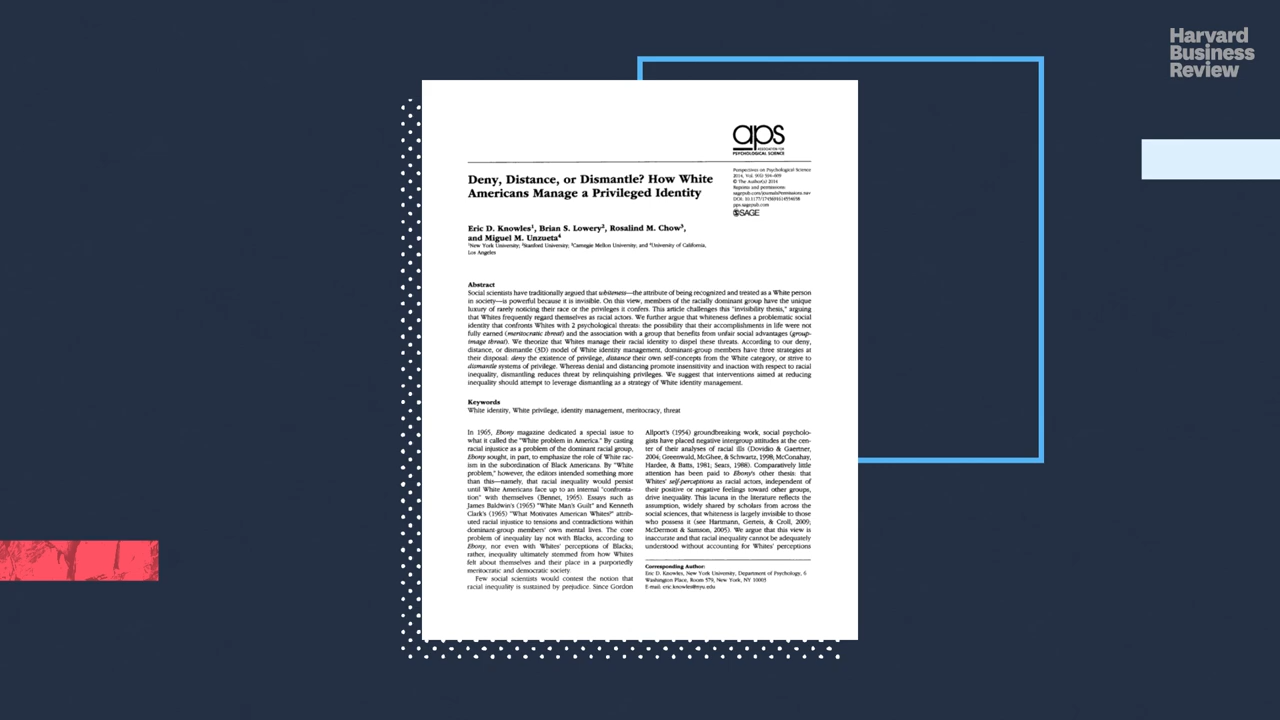 Harvard
Business
Review
aps
ASSOCIATION FOR
PSYCHOLOGICAL SCIENCE
Deny, Distance, or Dismantle? How White
Americans Manage a Privileged Identity
Perspectives on Psychological Science
2014, Vol. 9(6) 594–609
© The Author(s) 2014
Reprints and permissions:
sagepub.com/journalsPermissions.nav
DOI: 10.1177/1745691614554658
pps.sagepub.com
SAGE
Eric D. Knowles¹, Brian S. Lowery², Rosalind M. Chow³,
and Miguel M. Unzueta⁴
¹New York University; ²Stanford University; ³Carnegie Mellon University; and ⁴University of California,
Los Angeles
Abstract
Social scientists have traditionally argued that whiteness—the attribute of being recognized and treated as a White person
in society—is powerful because it is invisible. On this view, members of the racially dominant group have the unique
luxury of rarely noticing their race or the privileges it confers. This article challenges this “invisibility thesis,” arguing
that Whites frequently regard themselves as racial actors. We further argue that whiteness defines a problematic social
identity that confronts Whites with 2 psychological threats: the possibility that their accomplishments in life were not
fully earned (meritocratic threat) and the association with a group that benefits from unfair social advantages (group-
image threat). We theorize that Whites manage their racial identity to dispel these threats. According to our deny,
distance, or dismantle (3D) model of White identity management, dominant-group members have three strategies at
their disposal: deny the existence of privilege, distance their own self-concepts from the White category, or strive to
dismantle systems of privilege. Whereas denial and distancing promote insensitivity and inaction with respect to racial
inequality, dismantling reduces threat by relinquishing privileges. We suggest that interventions aimed at reducing
inequality should attempt to leverage dismantling as a strategy of White identity management.
Keywords
White identity, White privilege, identity management, meritocracy, threat
In 1965, Ebony magazine dedicated a special issue to
what it called the “White problem in America.” By casting
racial injustice as a problem of the dominant racial group,
Ebony sought, in part, to emphasize the role of White rac-
ism in the subordination of Black Americans. By “White
problem,” however, the editors intended something more
than this—namely, that racial inequality would persist
until White Americans face up to an internal “confronta-
tion” with themselves (Bennet, 1965). Essays such as
James Baldwin’s (1965) “White Man’s Guilt” and Kenneth
Clark’s (1965) “What Motivates American Whites?” attrib-
uted racial injustice to tensions and contradictions within
dominant-group members’ own mental lives. The core
problem of inequality lay not with Blacks, according to
Ebony, nor even with Whites’ perceptions of Blacks;
rather, inequality ultimately stemmed from how Whites
felt about themselves and their place in a purportedly
meritocratic and democratic society.
Few social scientists would contest the notion that
racial inequality is sustained by prejudice. Since Gordon
Allport’s (1954) groundbreaking work, social psycholo-
gists have placed negative intergroup attitudes at the cen-
ter of their analyses of racial ills (Dovidio & Gaertner,
2004; Greenwald, McGhee, & Schwartz, 1998; McConahay,
Hardee, & Batts, 1981; Sears, 1988). Comparatively little
attention has been paid to Ebony’s other thesis: that
Whites’ self-perceptions as racial actors, independent of
their positive or negative feelings toward other groups,
drive inequality. This lacuna in the literature reflects the
assumption, widely shared by scholars from across the
social sciences, that whiteness is largely invisible to those
who possess it (see Hartmann, Gerteis, & Croll, 2009;
McDermott & Samson, 2005). We argue that this view is
inaccurate and that racial inequality cannot be adequately
understood without accounting for Whites’ perceptions
Corresponding Author:
Eric D. Knowles, New York University, Department of Psychology, 6
Washington Place, Room 579, New York, NY 10003
E-mail: eric.knowles@nyu.edu